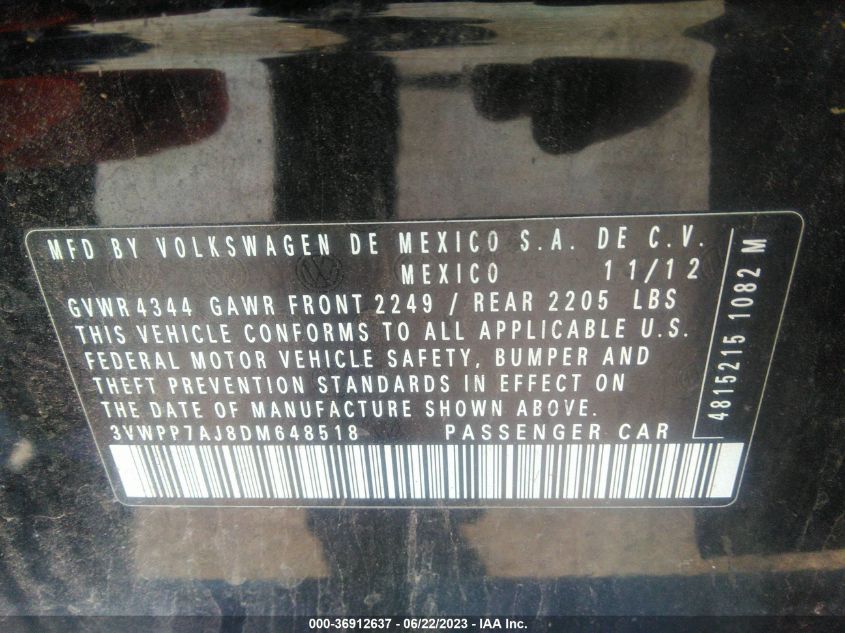 MFD BY VOLKSWAGEN DE MEXICO S.A. DE C.V.
MEXICO 11/12
GVWR 4344 GAWR FRONT 2249 / REAR 2205 LBS
THIS VEHICLE CONFORMS TO ALL APPLICABLE U.S.
FEDERAL MOTOR VEHICLE SAFETY, BUMPER AND
THEFT PREVENTION STANDARDS IN EFFECT ON
THE DATE OF MANUFACTURE SHOWN ABOVE.
3VWPP7AJ8DM648518 PASSENGER CAR
4815215 1082 M
000-36912637 - 06/22/2023 - IAA Inc.